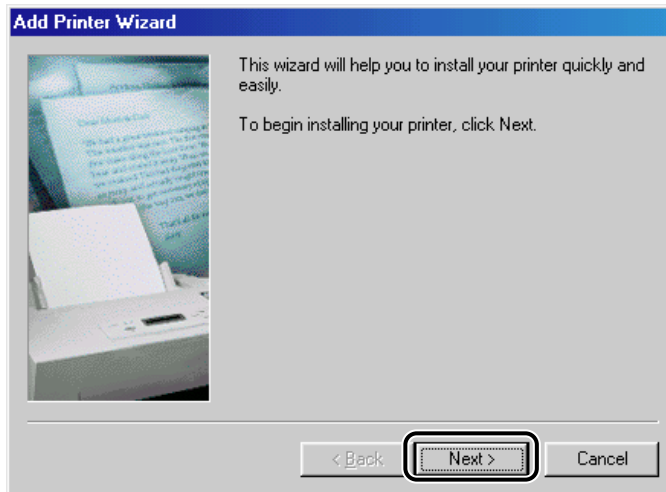 Add Printer Wizard
This wizard will help you to install your printer quickly and
easily.
To begin installing your printer, click Next.
< Back
Next >
Cancel